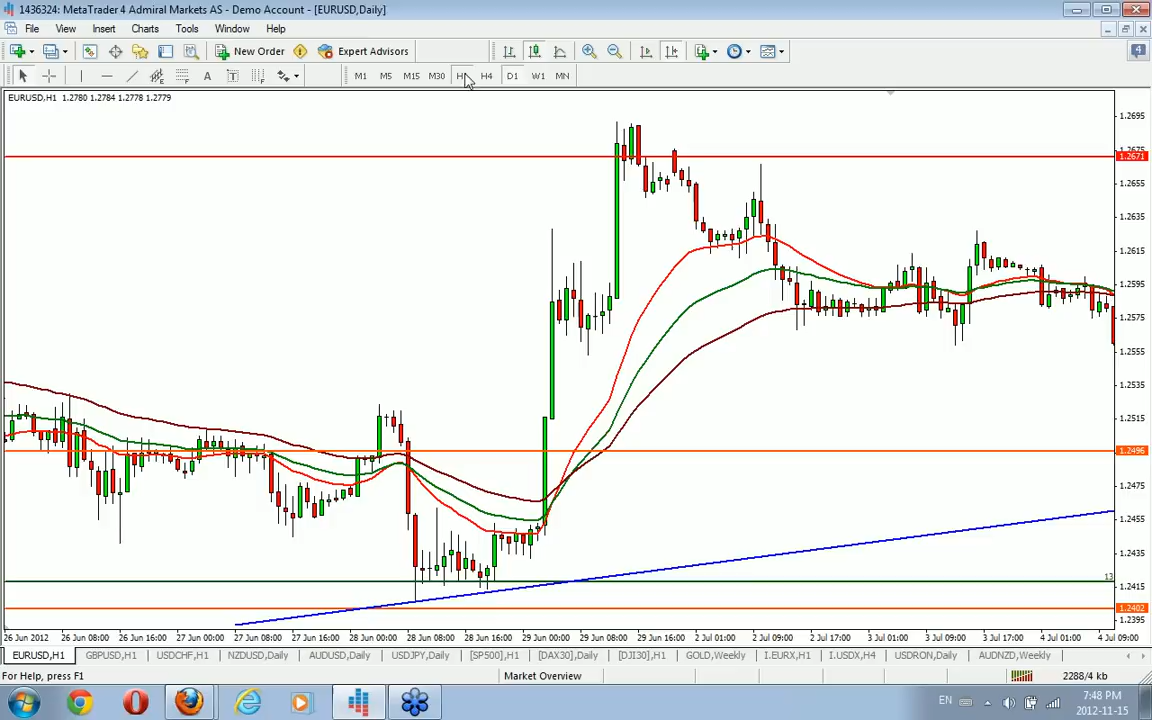 1436324: MetaTrader 4 Admiral Markets AS - Demo Account - [EURUSD,Daily]
File View Insert Charts Tools Window Help
New Order Expert Advisors 4
A T M1 M5 M15 M30 H4 D1 W1 MN
EURUSD,H1 1.2780 1.2784 1.2778 1.2779
1.2695
1.2671
1.2655
1.2635
1.2615
1.2595
1.2575
1.2555
1.2535
1.2515
1.2496
1.2475
1.2455
1.2435
13
1.2415
1.2402
1.2395
26 Jun 2012 26 Jun 08:00 26 Jun 16:00 27 Jun 00:00 27 Jun 08:00 27 Jun 16:00 28 Jun 00:00 28 Jun 08:00 28 Jun 16:00 29 Jun 00:00 29 Jun 08:00 29 Jun 16:00 2 Jul 01:00 2 Jul 09:00 2 Jul 17:00 3 Jul 01:00 3 Jul 09:00 3 Jul 17:00 4 Jul 01:00 4 Jul 09:00
EURUSD,H1 GBPUSD,H1 USDCHF,H1 NZDUSD,Daily AUDUSD,Daily USDJPY,Daily [SP500],H1 [DAX30],Daily [DJI30],H1 GOLD,Weekly I.EURX,H1 I.USDX,H4 USDRON,Daily AUDNZD,Weekly
For Help, press F1 Market Overview 2288/4 kb
EN 7:48 PM
2012-11-15